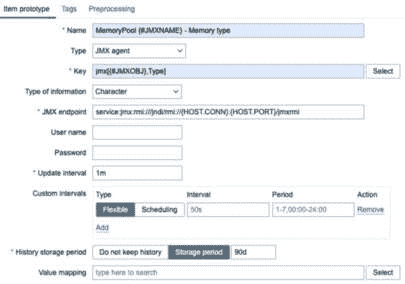 Item prototype Tags Preprocessing
* Name MemoryPool {#JMXNAME} - Memory type
Type JMX agent
* Key jmx[{#JMXOBJ},Type] Select
Type of information Character
* JMX endpoint service:jmx:rmi:///jndi/rmi://{HOST.CONN}:{HOST.PORT}/jmxrmi
User name
Password
* Update interval 1m
Custom intervals Type Interval Period Action
Flexible Scheduling 50s 1-7,00:00-24:00 Remove
Add
* History storage period Do not keep history Storage period 90d
Value mapping type here to search Select